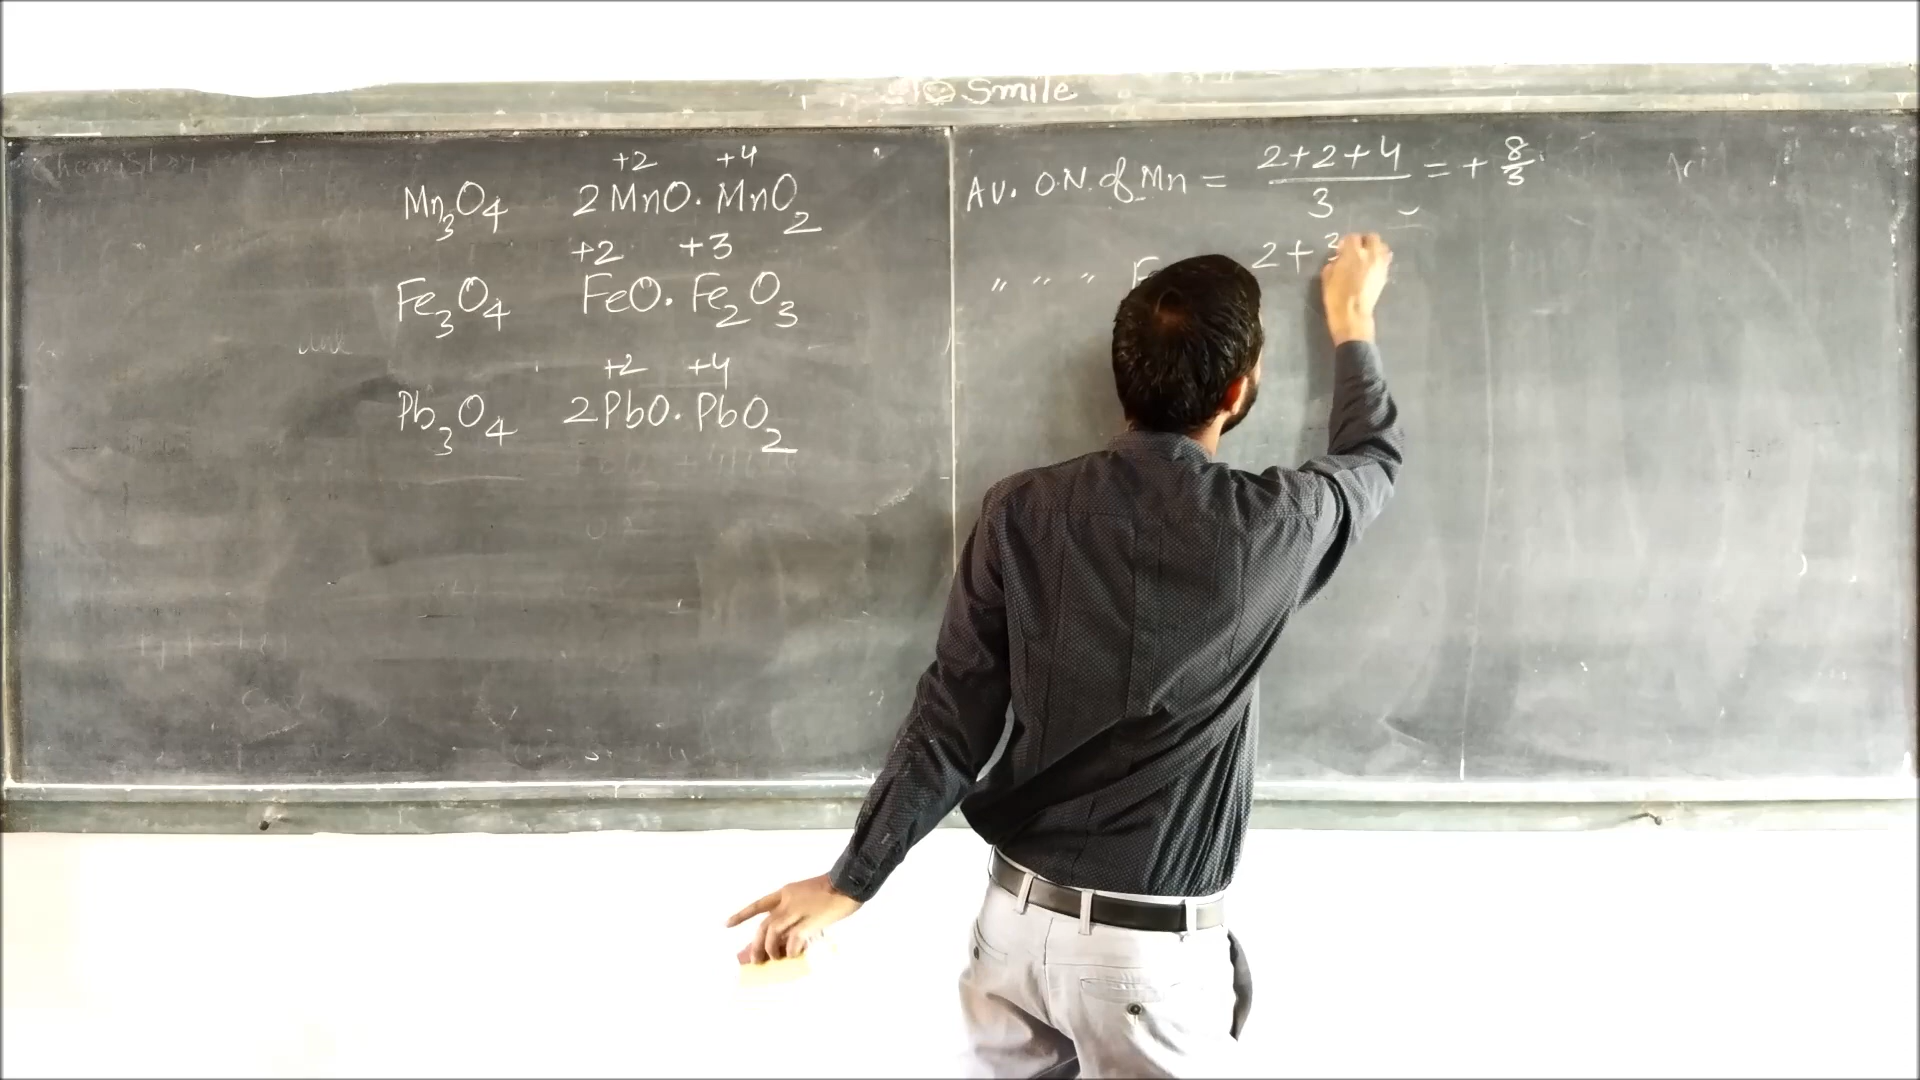 Smile
+2 +4
Mn3O4 2MnO.MnO2
+2 +3
Fe3O4 FeO.Fe2O3
+2 +4
Pb3O4 2PbO.PbO2
AV. O.N. of Mn = 2+2+4/3 = +8/3
" " " F 2+3